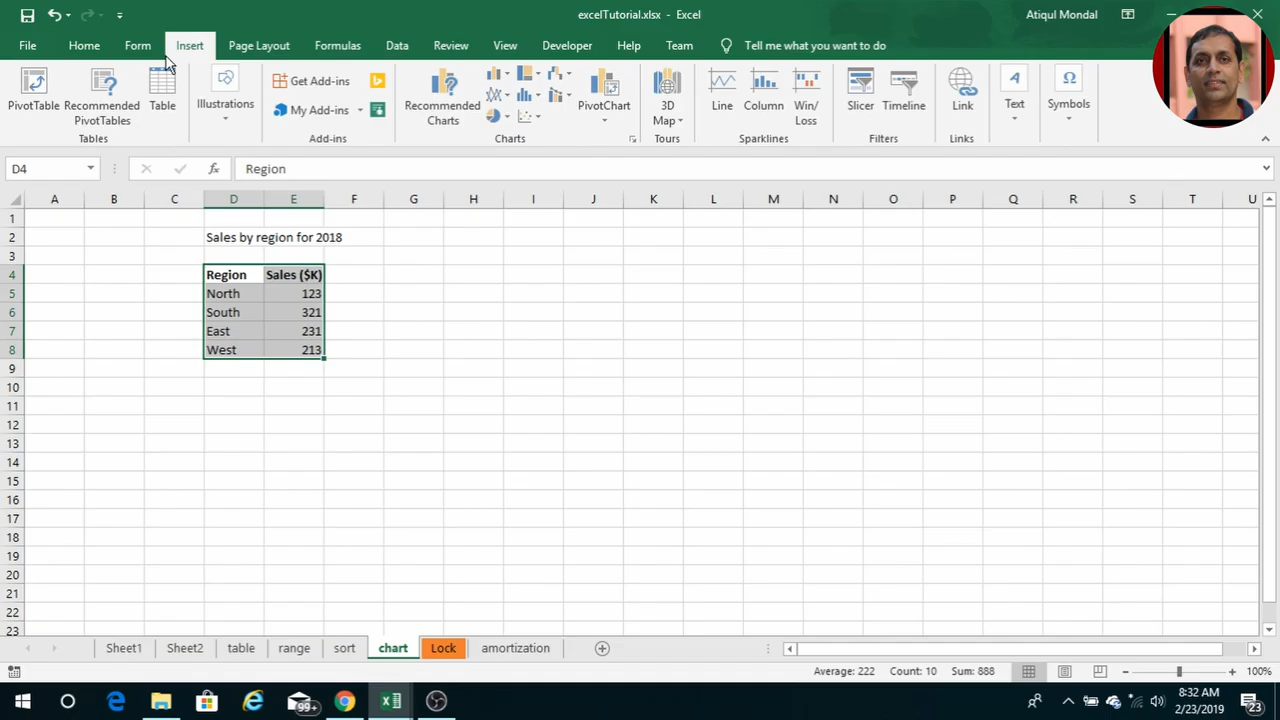 excelTutorial.xlsx - Excel
Atiqul Mondal
File Home Form Insert Page Layout Formulas Data Review View Developer Help Team Tell me what you want to do
PivotTable Recommended PivotTables Table Illustrations Get Add-ins My Add-ins Recommended Charts PivotChart 3D Map Line Column Win/Loss Slicer Timeline Link Text Symbols
Tables Add-ins Charts Tours Sparklines Filters Links
D4 fx Region
A B C D E F G H I J K L M N O P Q R S T U
1
2 Sales by region for 2018
3
4 Region Sales ($K)
5 North 123
6 South 321
7 East 231
8 West 213
9
10
11
12
13
14
15
16
17
18
19
20
21
22
23
Sheet1 Sheet2 table range sort chart Lock amortization
Average: 222 Count: 10 Sum: 888 100%
99+ 8:32 AM
2/23/2019 23